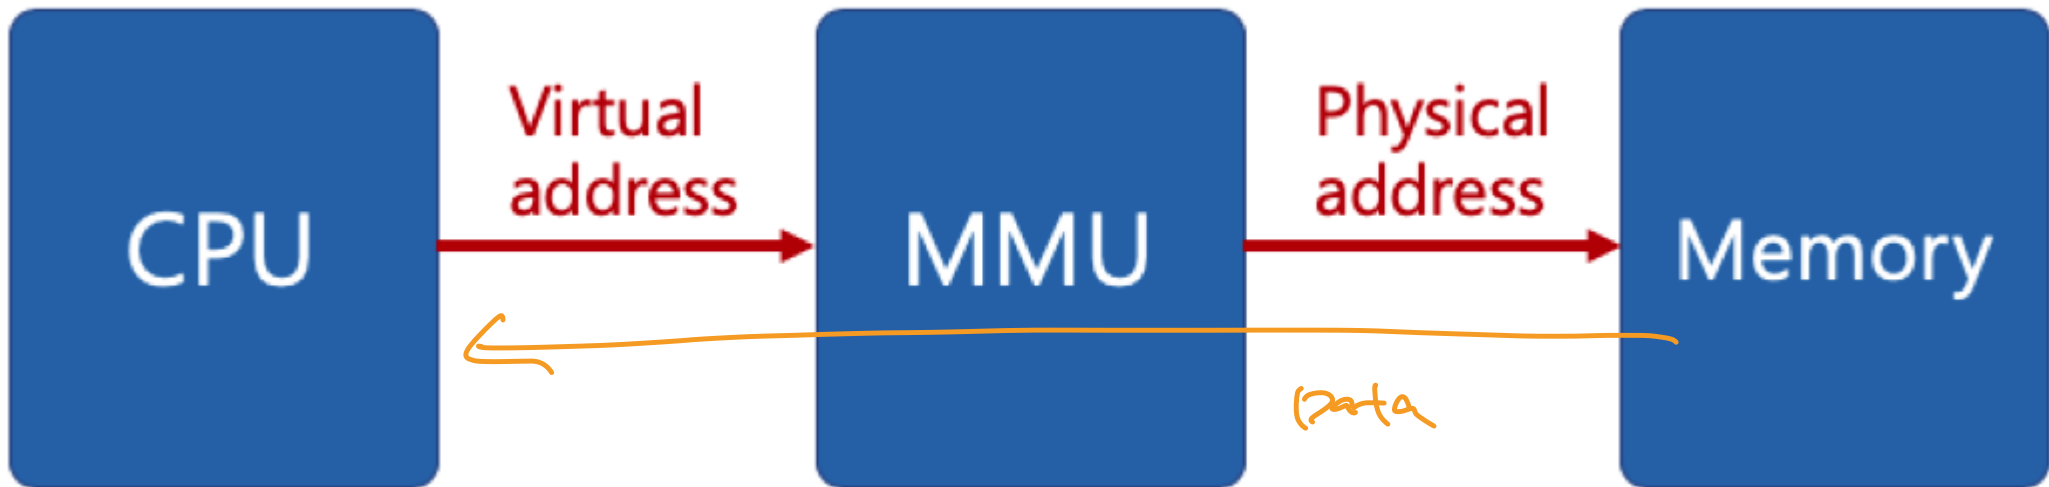 CPU
Virtual
address
MMU
Physical
address
Memory
Data